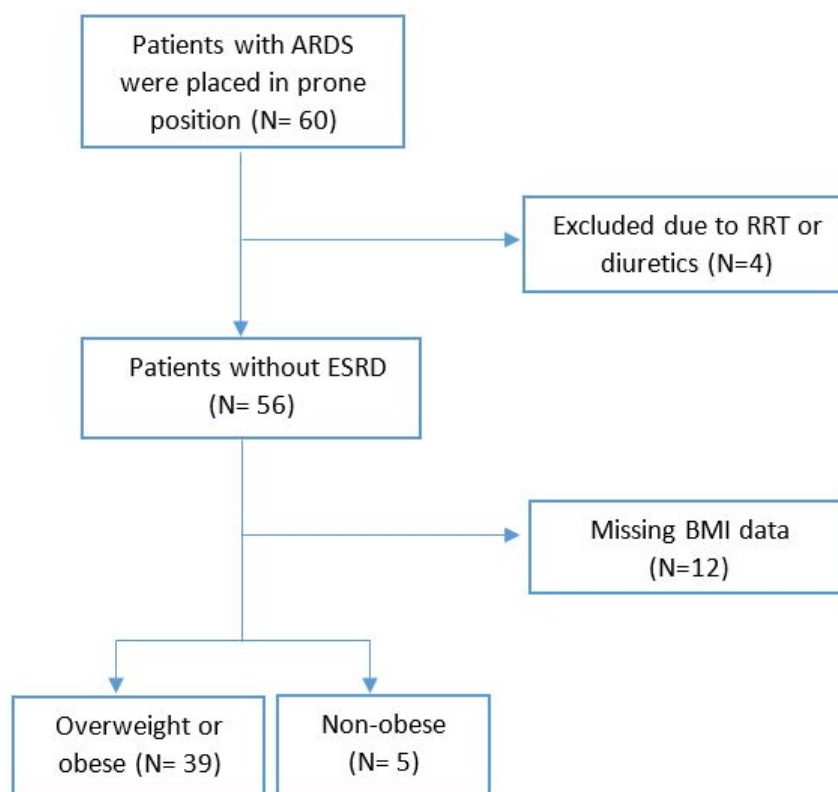 Patients with ARDS
were placed in prone
position (N= 60)
Excluded due to RRT or
diuretics (N=4)
Patients without ESRD
(N= 56)
Missing BMI data
(N=12)
Overweight or
obese (N= 39)
Non-obese
(N= 5)